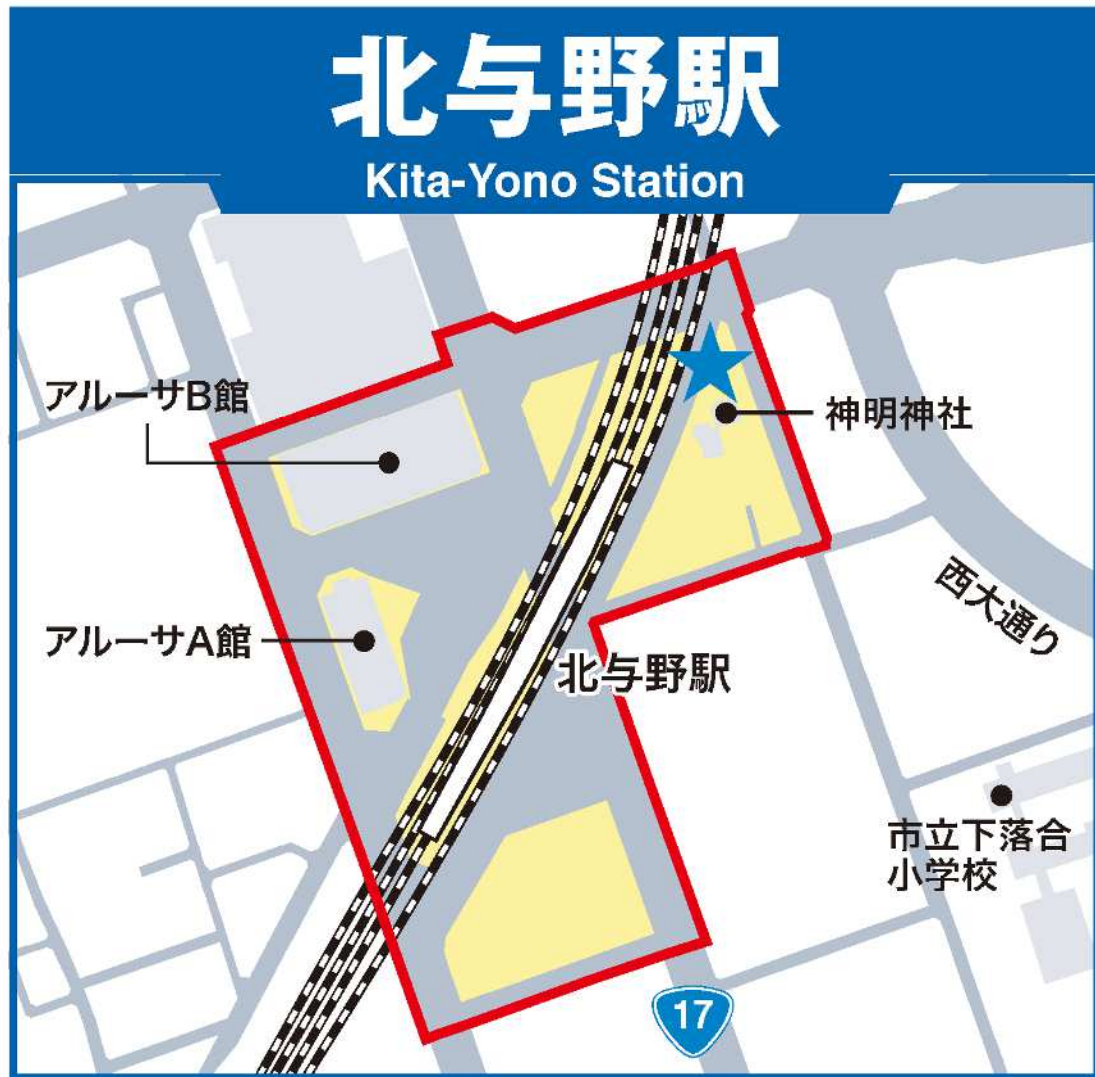 北与野駅
Kita-Yono Station
アルーサB館
神明神社
西大通り
アルーサA館
北与野駅
市立下落合
小学校
17